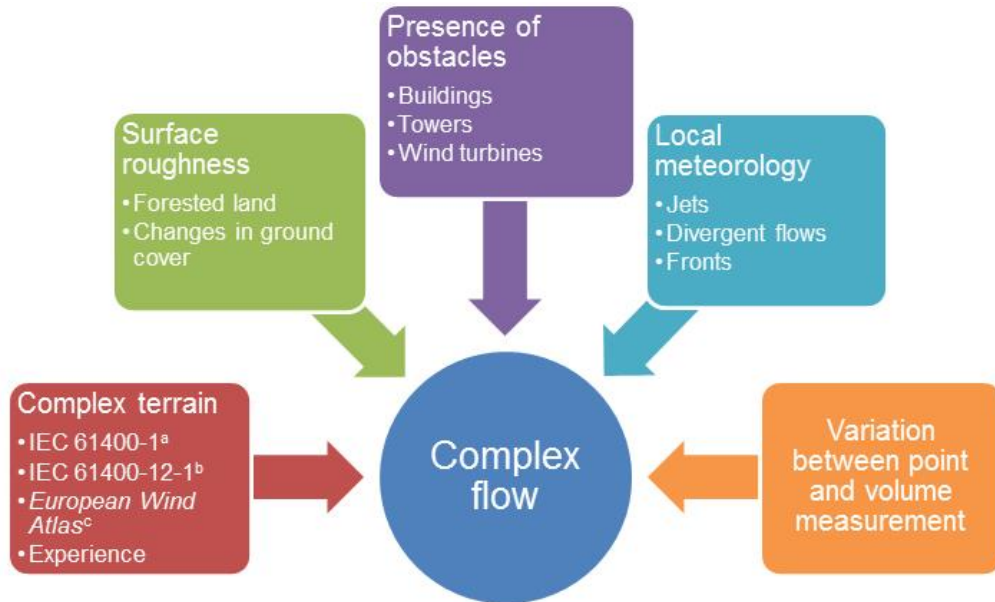 Presence of
obstacles
•Buildings
•Towers
•Wind turbines
Surface
roughness
•Forested land
•Changes in ground
cover
Local
meteorology
•Jets
•Divergent flows
•Fronts
Complex terrain
•IEC 61400-1ᵃ
•IEC 61400-12-1ᵇ
•European Wind
Atlasᶜ
•Experience
Complex
flow
Variation
between point
and volume
measurement